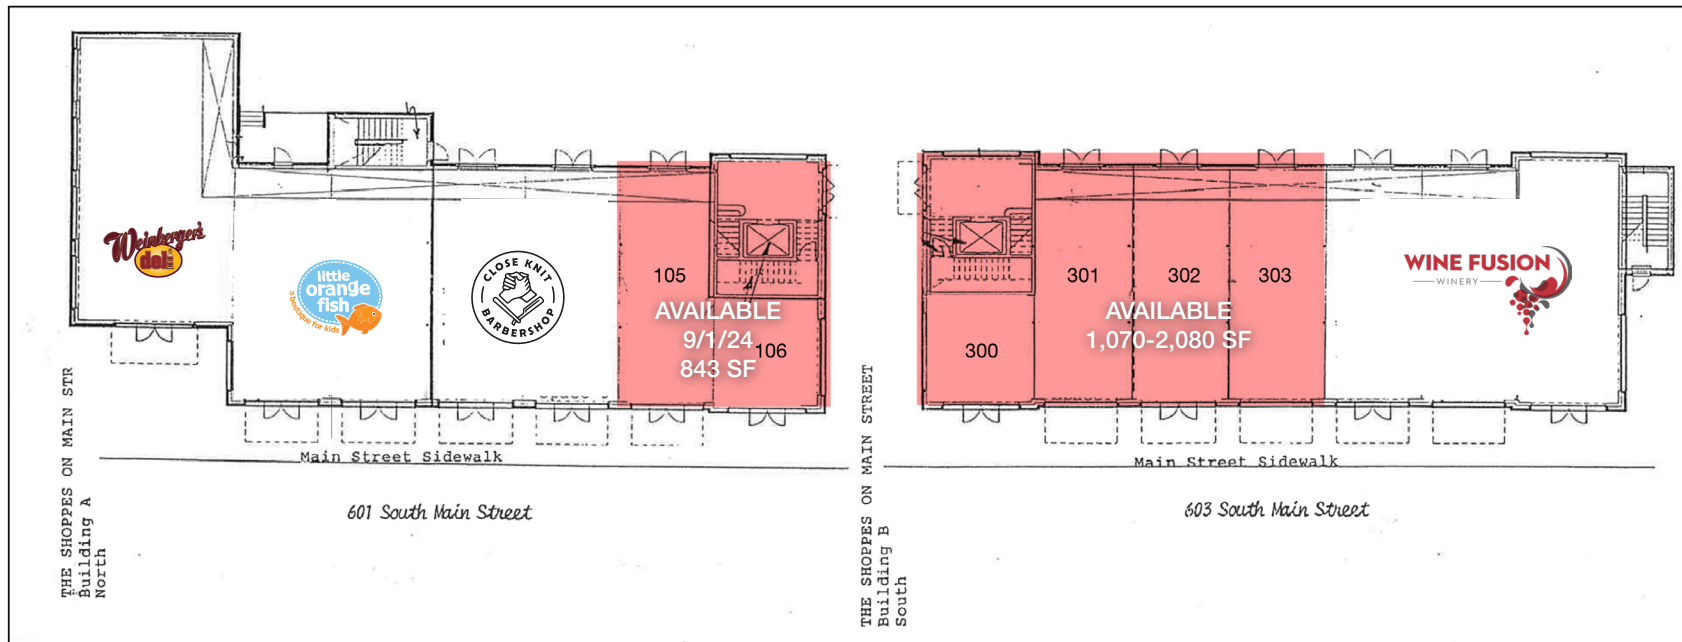 Weinberger's
deli
little
orange
fish
a boutique for kids
CLOSE KNIT
BARBERSHOP
105
AVAILABLE
9/1/24
843 SF
106
301
302
303
AVAILABLE
1,070-2,080 SF
300
WINE FUSION
WINERY
Main Street Sidewalk
Main Street Sidewalk
601 South Main Street
603 South Main Street
THE SHOPPES ON MAIN STR
Building A
North
THE SHOPPES ON MAIN STREET
Building B
South